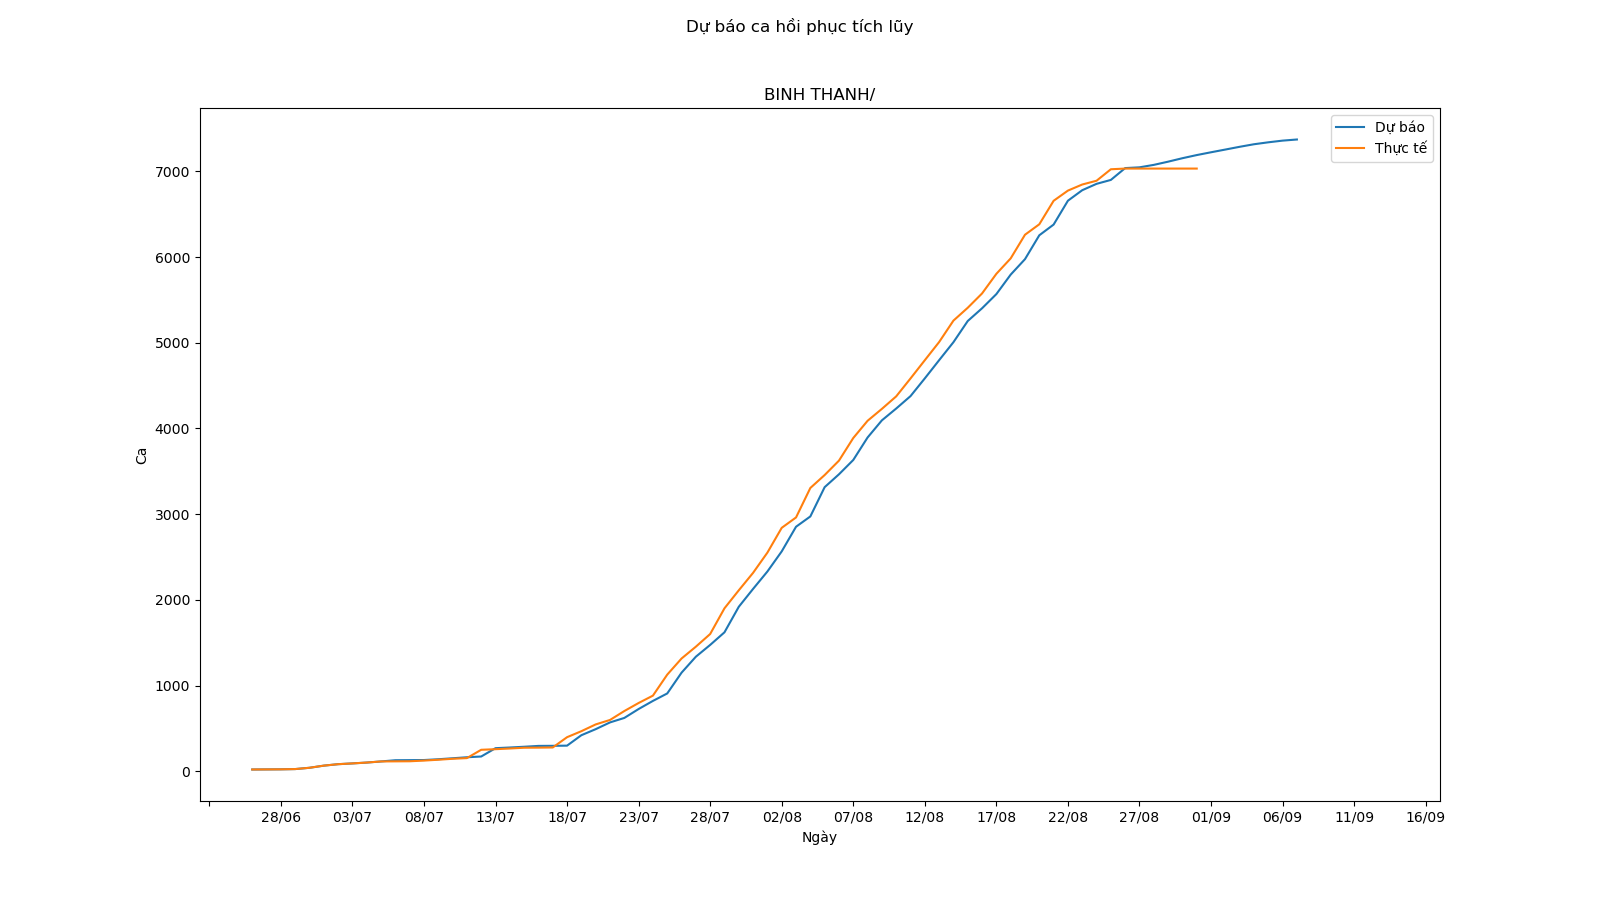 Dự báo ca hồi phục tích lũy
BINH THANH/
Dự báo
Thực tế
7000
6000
5000
4000
3000
2000
1000
0
Ca
28/06 03/07 08/07 13/07 18/07 23/07 28/07 02/08 07/08 12/08 17/08 22/08 27/08 01/09 06/09 11/09 16/09
Ngày